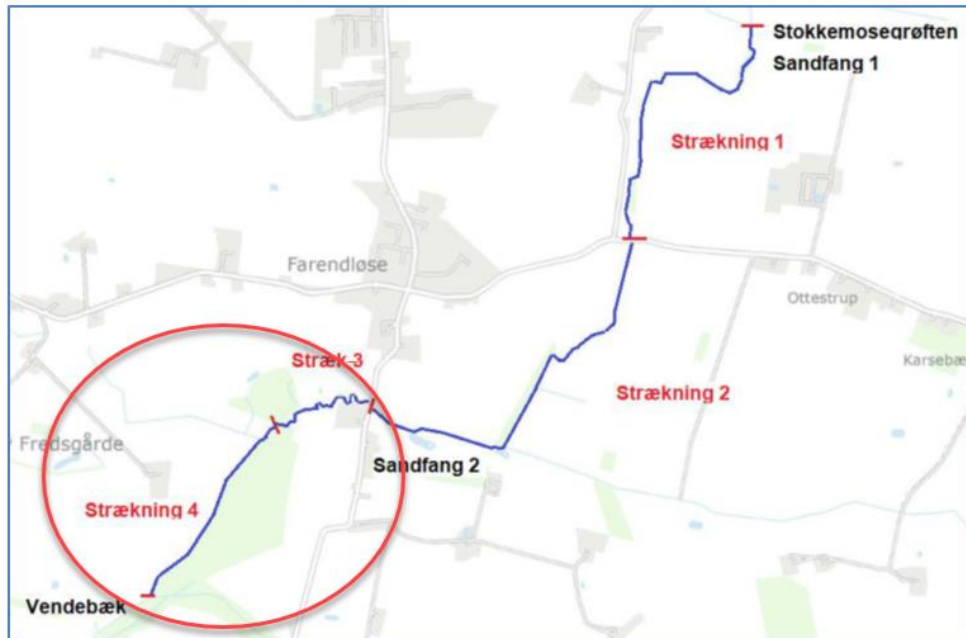 Stokkemosegrøften
Sandfang 1
Strækning 1
Farendløse
Ottestrup
Stræk 3
Karsebæ
Strækning 2
Fredsgårde
Sandfang 2
Strækning 4
Vendebæk